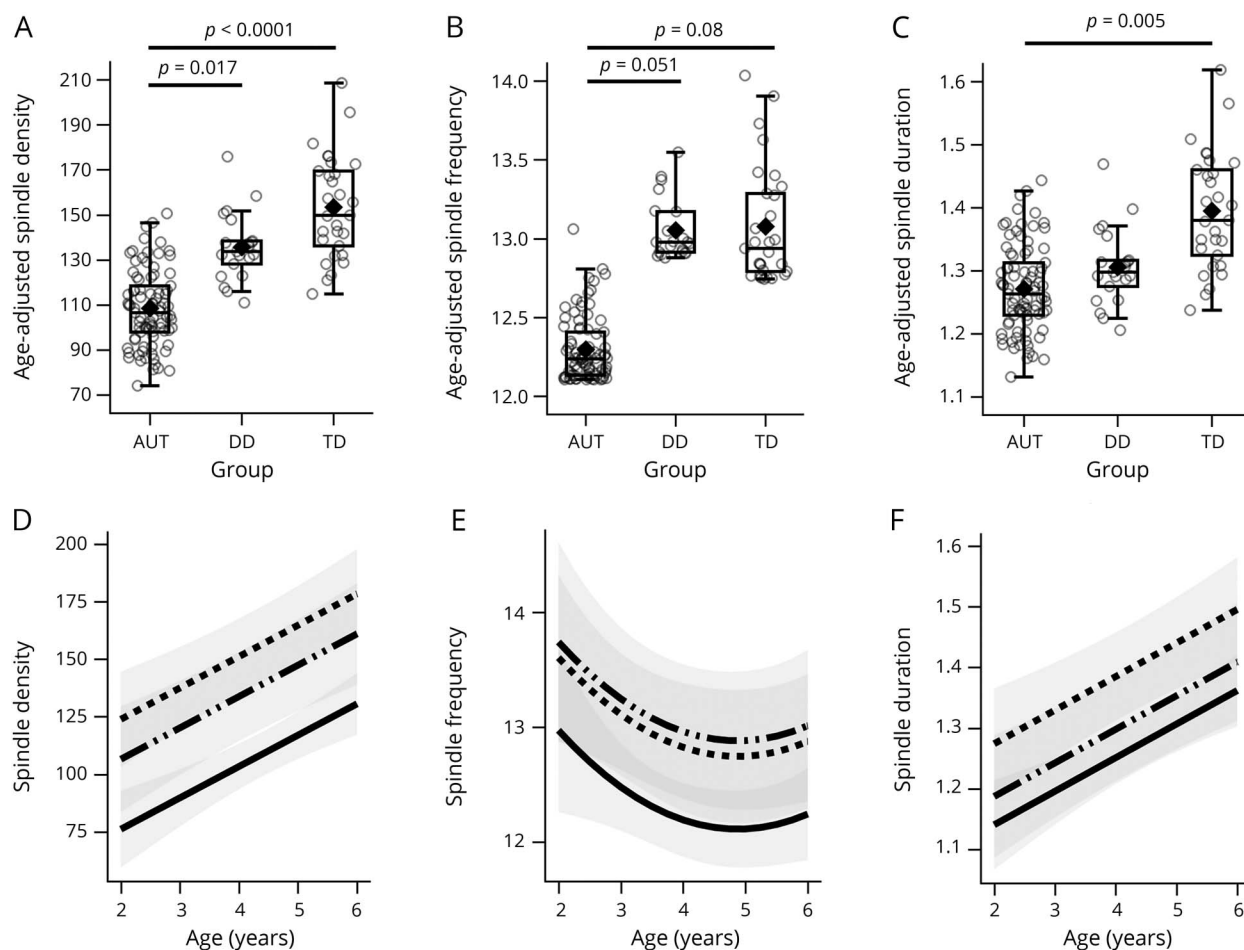 A
p < 0.0001
p = 0.017
Age-adjusted spindle density
210
190
170
150
130
110
90
70
AUT DD TD
Group
B
p = 0.08
p = 0.051
Age-adjusted spindle frequency
14.0
13.5
13.0
12.5
12.0
AUT DD TD
Group
C
p = 0.005
Age-adjusted spindle duration
1.6
1.5
1.4
1.3
1.2
1.1
AUT DD TD
Group
D
Spindle density
200
175
150
125
100
75
2 3 4 5 6
Age (years)
E
Spindle frequency
14
13
12
2 3 4 5 6
Age (years)
F
Spindle duration
1.6
1.5
1.4
1.3
1.2
1.1
2 3 4 5 6
Age (years)